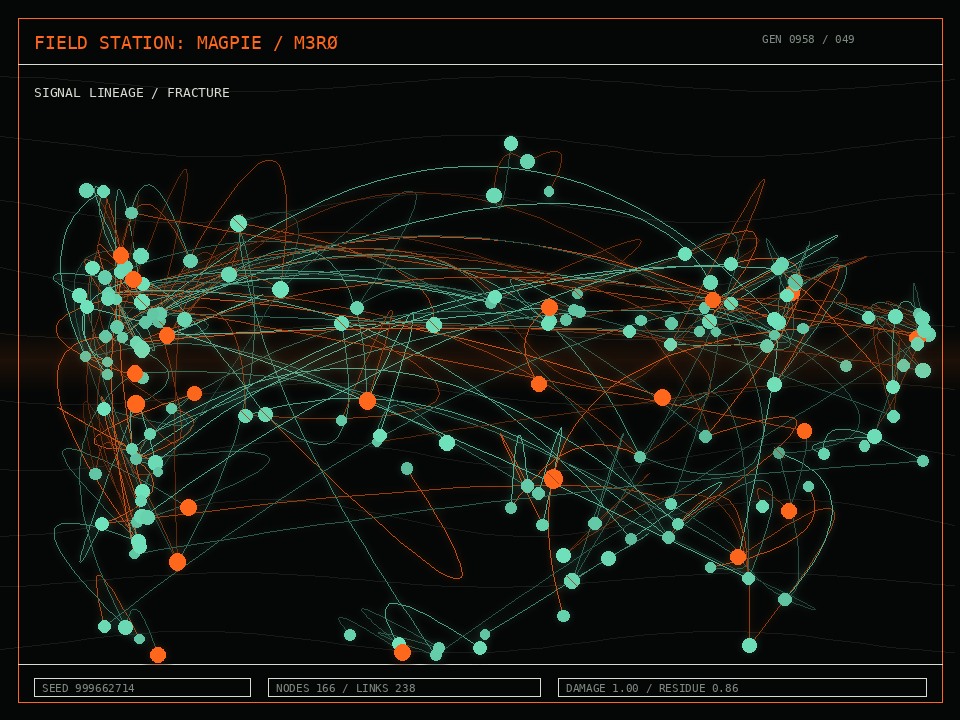 FIELD STATION: MAGPIE / M3RØ
GEN 0958 / 049
SIGNAL LINEAGE / FRACTURE
SEED 999662714
NODES 166 / LINKS 238
DAMAGE 1.00 / RESIDUE 0.86